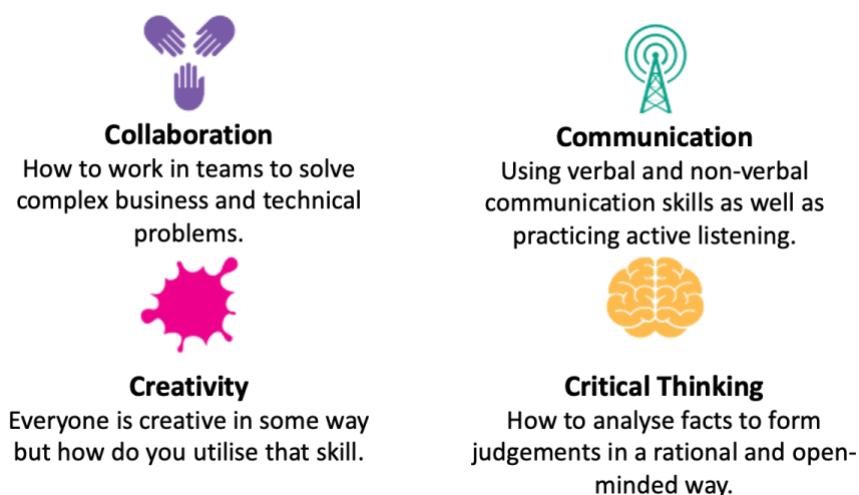 Collaboration
How to work in teams to solve
complex business and technical
problems.
Communication
Using verbal and non-verbal
communication skills as well as
practicing active listening.
Creativity
Everyone is creative in some way
but how do you utilise that skill.
Critical Thinking
How to analyse facts to form
judgements in a rational and open-
minded way.